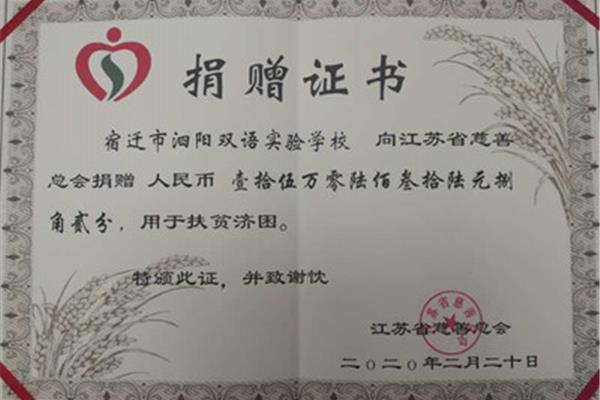 捐赠证书
宿迁市泗阳双语实验学校 向江苏省慈善
总会捐赠 人民币 壹拾伍万零陆佰叁拾陆元捌
角贰分，用于扶贫济困。
特颁此证，并致谢忱
江苏省慈善总会
二〇二〇年二月二十日